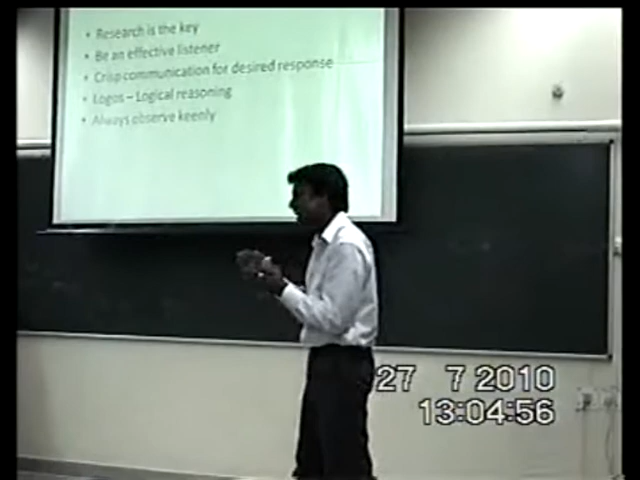 • Research is the key
• Be an effective listener
• Crisp communication for desired response
• Logos – Logical reasoning
• Always observe keenly
27 7 2010
13:04:56